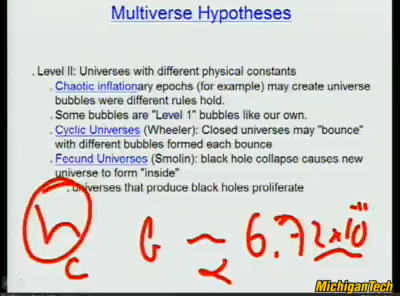 Multiverse Hypotheses
. Level II: Universes with different physical constants
. Chaotic inflationary epochs (for example) may create universe
bubbles were different rules hold.
. Some bubbles are "Level 1" bubbles like our own.
. Cyclic Universes (Wheeler): Closed universes may "bounce"
with different bubbles formed each bounce
. Fecund Universes (Smolin): black hole collapse causes new
universe to form "inside"
. universes that produce black holes proliferate
h G ~ 6.72 x 10
c
MichiganTech